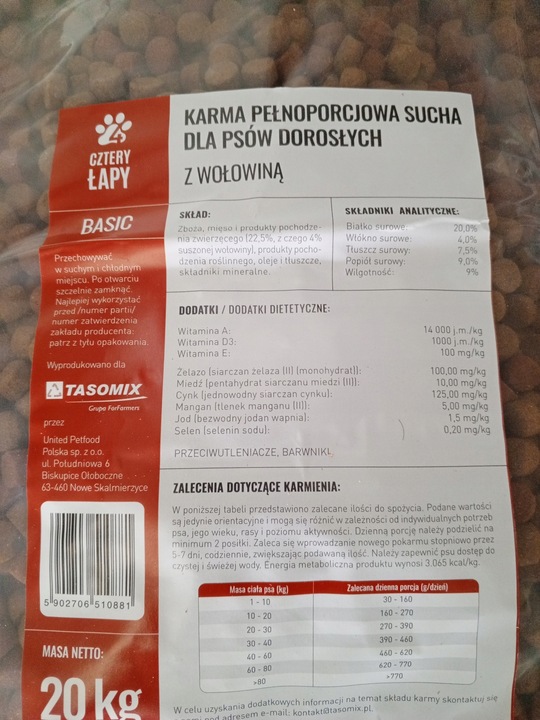 CZTERY
ŁAPY
KARMA PEŁNOPORCJOWA SUCHA
DLA PSÓW DOROSŁYCH
Z WOŁOWINĄ
BASIC
Przechowywać
w suchym i chłodnym
miejscu. Po otwarciu
szczelnie zamknąć.
Najlepiej wykorzystać
przed /numer partii/
numer zatwierdzenia
zakładu producenta:
patrz z tyłu opakowania.
Wyprodukowano dla
TASOMIX
Grupa ForFarmers
przez
United Petfood
Polska sp. z o.o.
ul. Południowa 6
Biskupice Ołoboczne
63-460 Nowe Skalmierzyce
5 902706 510881
MASA NETTO:
20 kg
SKŁAD:
Zboża, mięso i produkty pochodze-
nia zwierzęcego (22,5%, z czego 4%
suszonej wołowiny), produkty pocho-
dzenia roślinnego, oleje i tłuszcze,
składniki mineralne.
SKŁADNIKI ANALITYCZNE:
Białko surowe: 20,0%
Włókno surowe: 4,0%
Tłuszcz surowy: 7,5%
Popiół surowy: 9,0%
Wilgotność: 9%
DODATKI / DODATKI DIETETYCZNE:
Witamina A: 14 000 j.m./kg
Witamina D3: 1000 j.m./kg
Witamina E: 100 mg/kg
Żelazo (siarczan żelaza (II) (monohydrat)): 100,00 mg/kg
Miedź (pentahydrat siarczanu miedzi (II)): 10,00 mg/kg
Cynk (jednowodny siarczan cynku): 125,00 mg/kg
Mangan (tlenek manganu (III)): 5,00 mg/kg
Jod (bezwodny jodan wapnia): 1,5 mg/kg
Selen (selenin sodu): 0,20 mg/kg
PRZECIWUTLENIACZE, BARWNIKI.
ZALECENIA DOTYCZĄCE KARMIENIA:
W poniższej tabeli przedstawiono zalecane ilości do spożycia. Podane wartości
są jedynie orientacyjne i mogą się różnić w zależności od indywidualnych potrzeb
psa, jego wieku, rasy i poziomu aktywności. Dzienną porcję należy podzielić na
minimum 2 posiłki. Zaleca się wprowadzanie nowego pokarmu stopniowo przez
5-7 dni, codziennie, zwiększając podawaną ilość. Należy zapewnić psu dostęp do
czystej i świeżej wody. Energia metaboliczna produktu wynosi 3.065 kcal/kg.
Masa ciała psa (kg) Zalecana dzienna porcja (g/dzień)
1 - 10 30 - 160
10 - 20 160 - 270
20 - 30 270 - 390
30 - 40 390 - 460
40 - 60 460 - 620
60 - 80 620 - 770
>80 >770
W celu uzyskania dodatkowych informacji na temat składu karmy skontaktuj się
pod adresem e-mail: kontakt@tasomix.pl